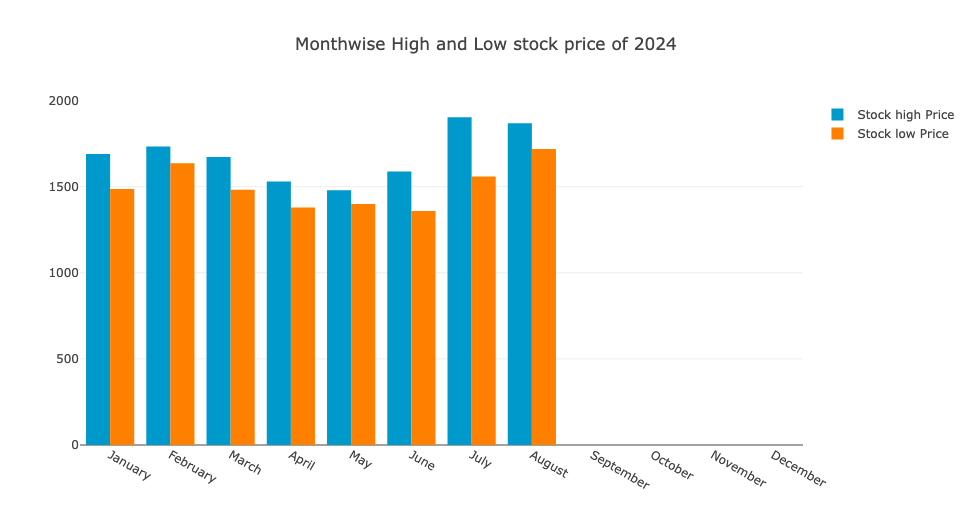 Monthwise High and Low stock price of 2024
Stock high Price
Stock low Price
2000
1500
1000
500
0
January
February
March
April
May
June
July
August
September
October
November
December